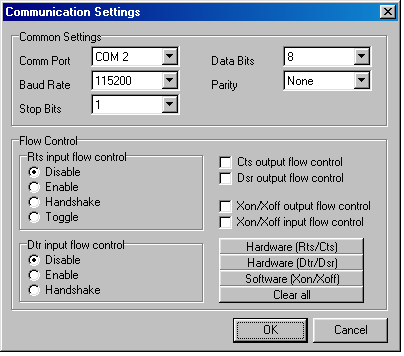 Communication Settings
Common Settings
Comm Port COM 2 Data Bits 8
Baud Rate 115200 Parity None
Stop Bits 1
Flow Control
Rts input flow control
Disable
Enable
Handshake
Toggle
Cts output flow control
Dsr output flow control
Xon/Xoff output flow control
Xon/Xoff input flow control
Dtr input flow control
Disable
Enable
Handshake
Hardware (Rts/Cts)
Hardware (Dtr/Dsr)
Software (Xon/Xoff)
Clear all
OK Cancel